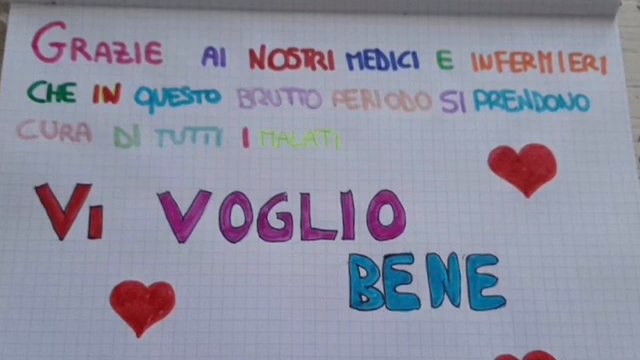 GRAZIE AI NOSTRI MEDICI E INFERMIERI
CHE IN QUESTO BRUTTO PERIODO SI PRENDONO
CURA DI TUTTI I MALATI
VI VOGLIO
BENE